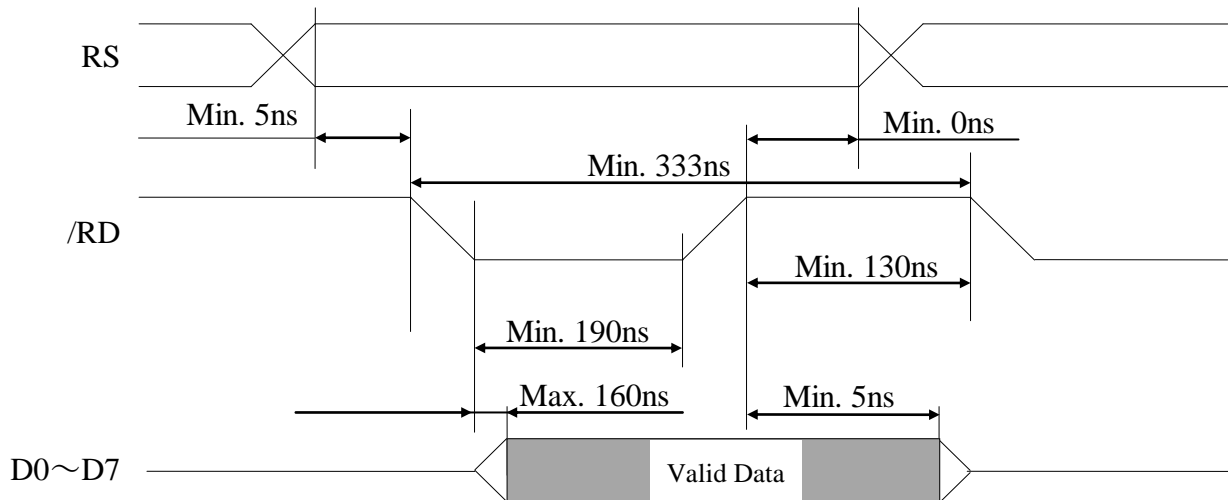 RS
Min. 5ns
Min. 0ns
Min. 333ns
/RD
Min. 130ns
Min. 190ns
Max. 160ns
Min. 5ns
D0～D7
Valid Data